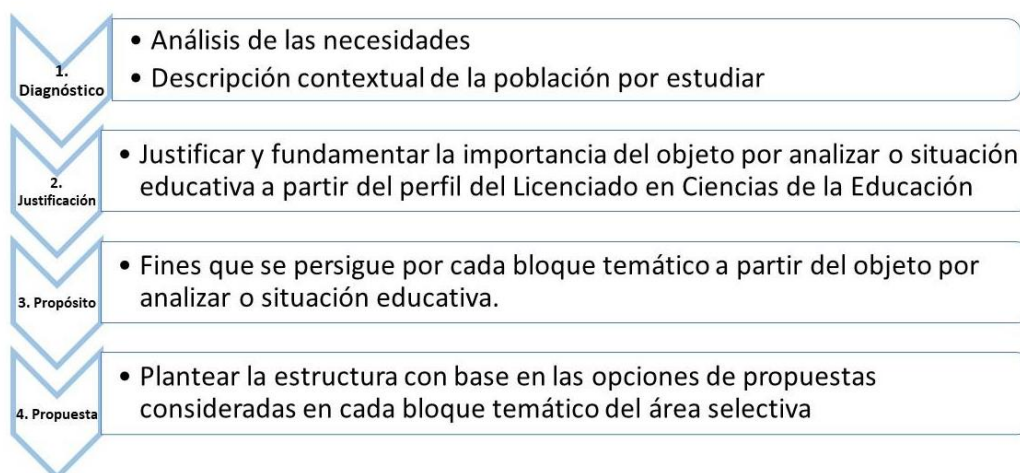 1.
Diagnóstico
• Análisis de las necesidades
• Descripción contextual de la población por estudiar
2.
Justificación
• Justificar y fundamentar la importancia del objeto por analizar o situación
educativa a partir del perfil del Licenciado en Ciencias de la Educación
3. Propósito
• Fines que se persigue por cada bloque temático a partir del objeto por
analizar o situación educativa.
4. Propuesta
• Plantear la estructura con base en las opciones de propuestas
consideradas en cada bloque temático del área selectiva